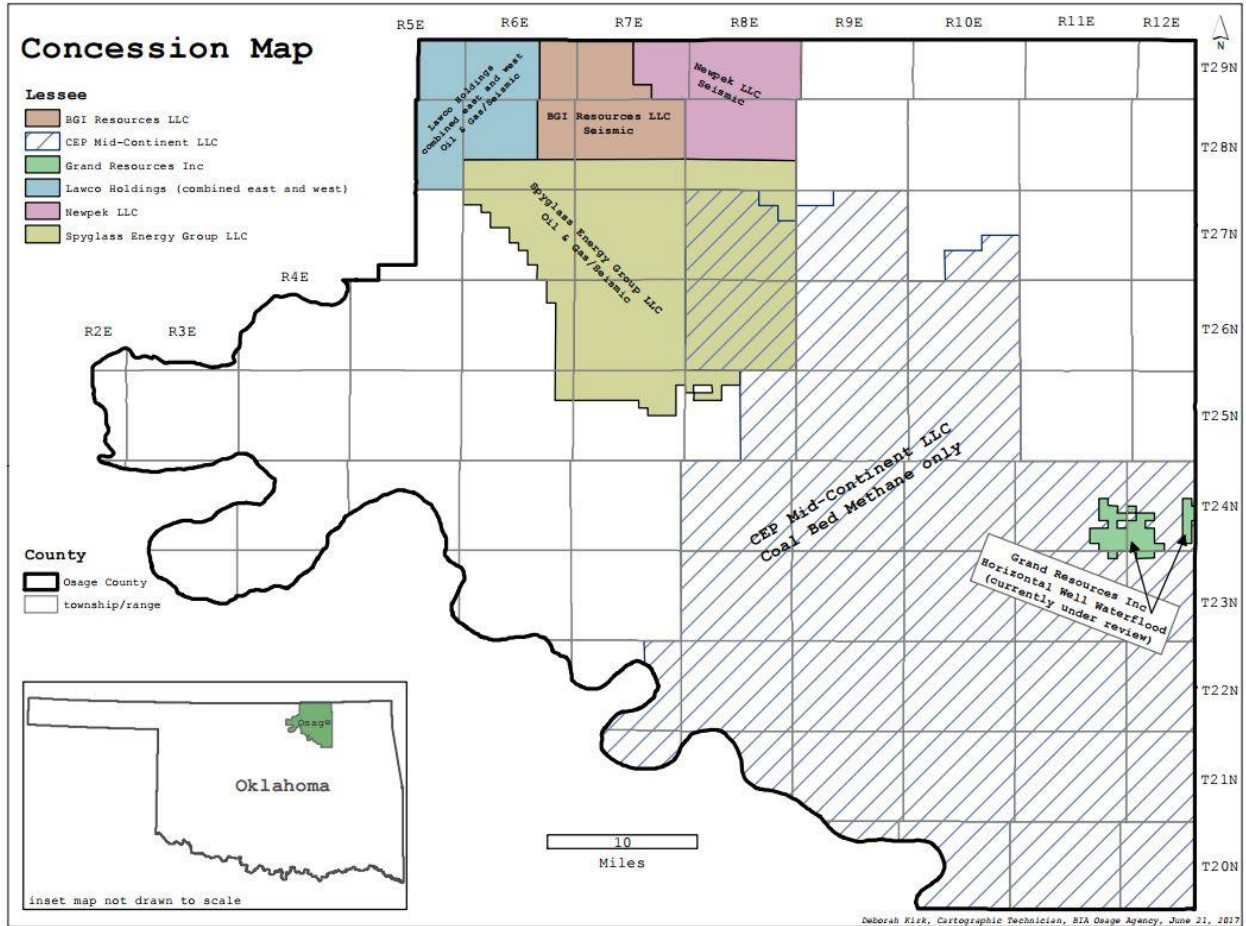 Concession Map
Lessee
BGI Resources LLC
CEP Mid-Continent LLC
Grand Resources Inc
Lawco Holdings (combined east and west)
Newpek LLC
Spyglass Energy Group LLC
R5E
R6E
R7E
R8E
R9E
R10E
R11E
R12E
N
T29N
T28N
T27N
T26N
T25N
T24N
T23N
T22N
T21N
T20N
R4E
R2E
R3E
Lawco Holdings
combined east and west
Oil & Gas/Seismic
BGI Resources LLC
Seismic
Newpek LLC
Seismic
Spyglass Energy Group LLC
Oil & Gas/Seismic
CEP Mid-Continent LLC
Coal Bed Methane only
Grand Resources Inc
Horizontal Well Waterflood
(currently under review)
County
Osage County
township/range
Osage
Oklahoma
inset map not drawn to scale
10
Miles
Deborah Kirk, Cartographic Technician, BIA Osage Agency, June 21, 2017